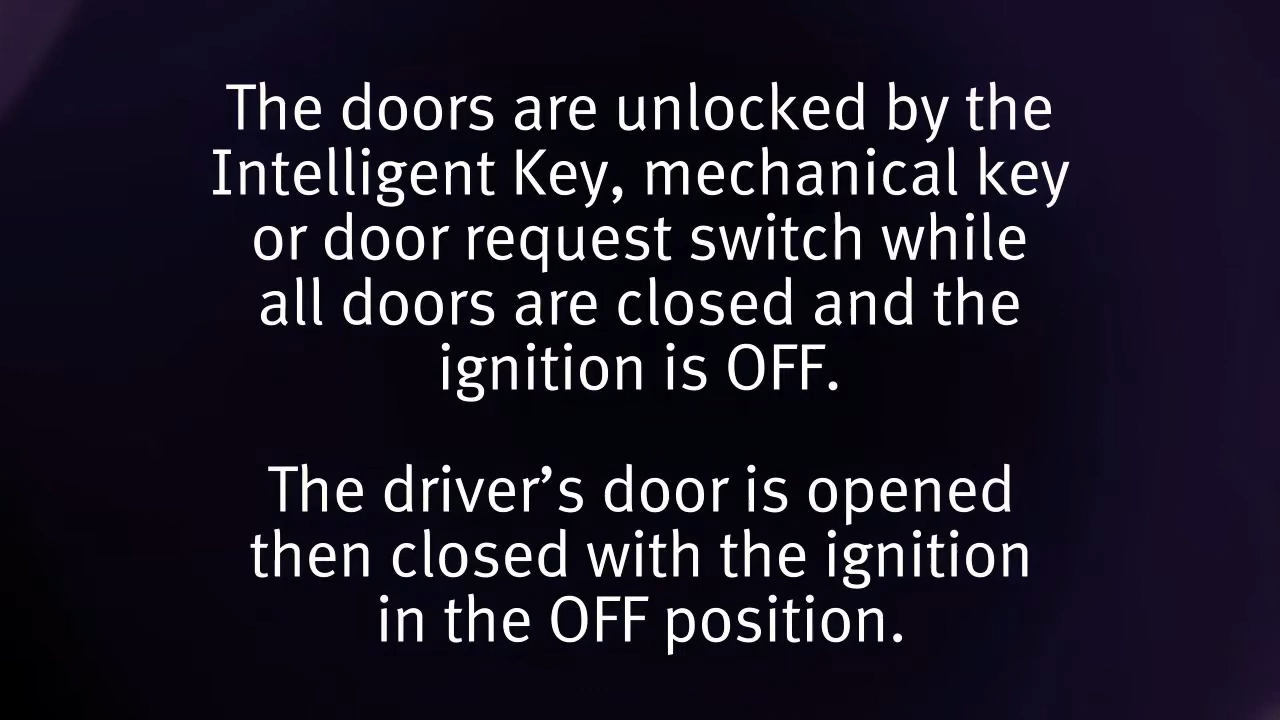 The doors are unlocked by the
Intelligent Key, mechanical key
or door request switch while
all doors are closed and the
ignition is OFF.
The driver’s door is opened
then closed with the ignition
in the OFF position.